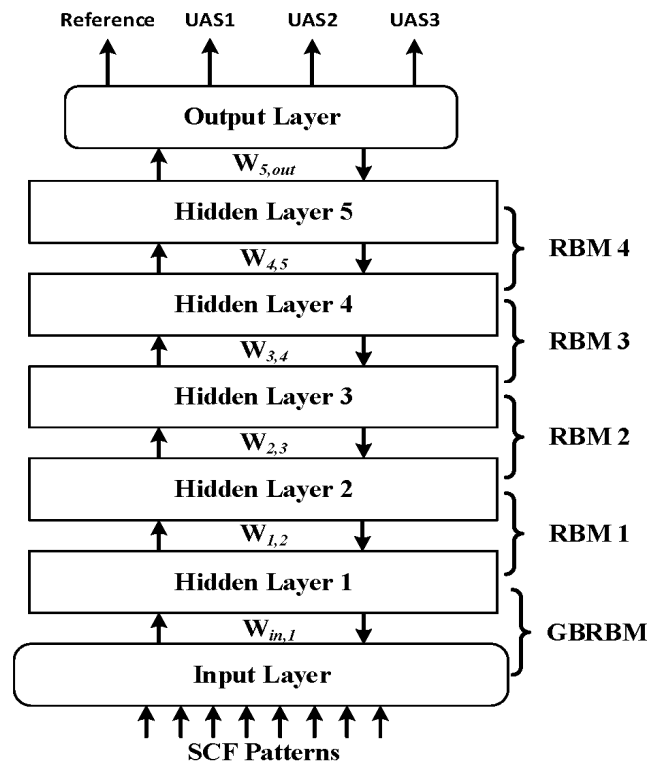 Reference UAS1 UAS2 UAS3
Output Layer
W5,out
Hidden Layer 5
RBM 4
W4,5
Hidden Layer 4
RBM 3
W3,4
Hidden Layer 3
RBM 2
W2,3
Hidden Layer 2
RBM 1
W1,2
Hidden Layer 1
GBRBM
Win,1
Input Layer
SCF Patterns